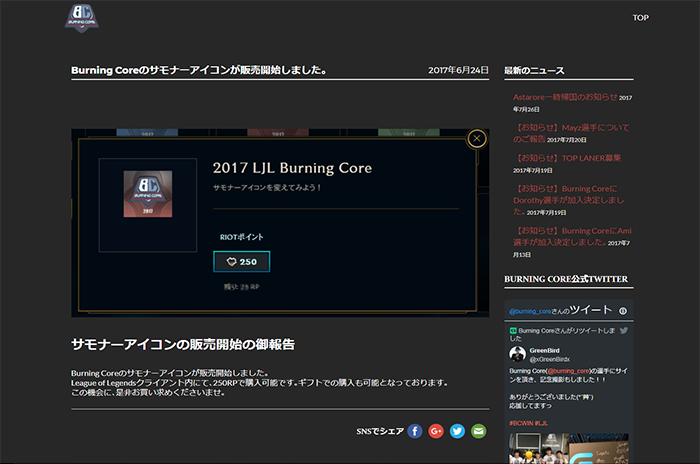 BC
BURNING CORE
TOP
Burning Coreのサモナーアイコンが販売開始しました。
2017年6月24日
2017
2017
2017
BC
BURNING CORE
2017
2017 LJL Burning Core
サモナーアイコンを変えてみよう！
RIOTポイント
250
残り: 25 RP
サモナーアイコンの販売開始の御報告
Burning Coreのサモナーアイコンが販売開始しました。
League of Legendsクライアント内にて、250RPで購入可能です。ギフトでの購入も可能となっております。
この機会に、是非お買い求めくださいませ。
SNSでシェア
最新のニュース
Astarore一時帰国のお知らせ 2017
年7月26日
【お知らせ】Mayz選手について
のご報告 2017年7月20日
【お知らせ】TOP LANER募集
2017年7月19日
【お知らせ】Burning Coreに
Dorothy選手が加入決定しまし
た。2017年7月19日
【お知らせ】Burning CoreにAmi
選手が加入決定しました。2017年7
月13日
BURNING CORE公式TWITTER
@burning_coreさんのツイート
Burning Coreさんがリツイートしま
した
GreenBird
@xGreenBirdx
Burning Core(@burning_core)の選手にサイ
ンを頂き、記念撮影もしました！！
ありがとうございました(*'艸')
応援してますっ
#BCWIN #LJL